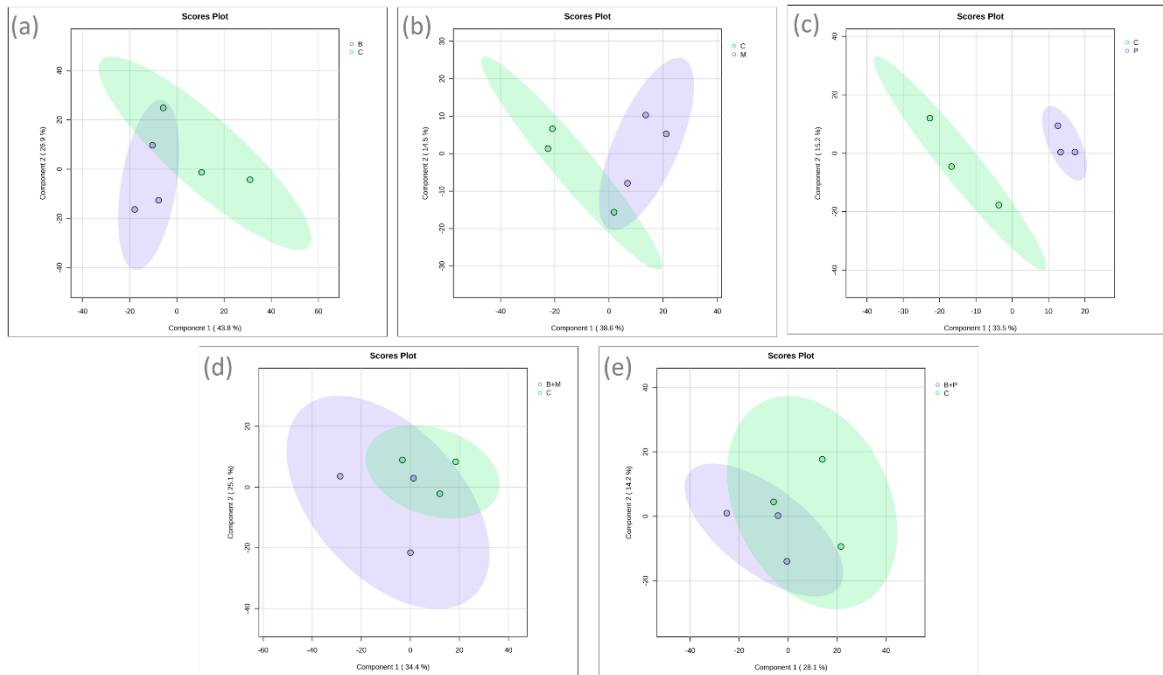 (a)
Scores Plot
B
C
Component 2 ( 26.9 %)
40
20
0
-20
-40
-40 -20 0 20 40 60
Component 1 ( 43.8 %)
(b)
Scores Plot
C
M
Component 2 ( 14.5 %)
30
20
10
0
-10
-20
-30
-40 -20 0 20 40
Component 1 ( 38.6 %)
(c)
Scores Plot
C
P
Component 2 ( 15.2 %)
40
20
0
-20
-40
-40 -30 -20 -10 0 10 20
Component 1 ( 33.5 %)
(d)
Scores Plot
B+M
C
Component 2 ( 25.1 %)
40
20
0
-20
-40
-60 -40 -20 0 20 40
Component 1 ( 34.4 %)
(e)
Scores Plot
B+P
C
Component 2 ( 14.2 %)
40
20
0
-20
-40 -20 0 20 40
Component 1 ( 28.1 %)